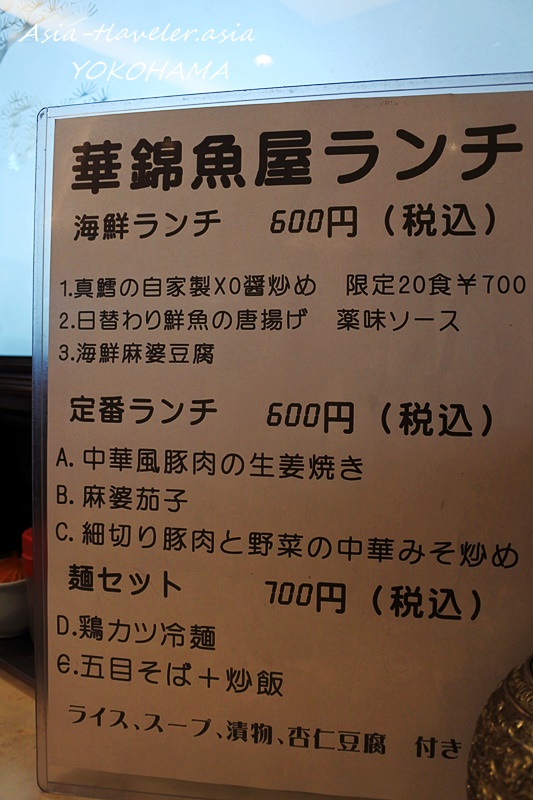 Asia-traveler.asia
YOKOHAMA
華錦魚屋ランチ
海鮮ランチ　600円（税込）
1.真鱈の自家製XO醤炒め　限定20食￥700
2.日替わり鮮魚の唐揚げ　薬味ソース
3.海鮮麻婆豆腐
定番ランチ　600円（税込）
A.中華風豚肉の生姜焼き
B.麻婆茄子
C.細切り豚肉と野菜の中華みそ炒め
麺セット　700円（税込）
D.鶏カツ冷麺
E.五目そば＋炒飯
ライス、スープ、漬物、杏仁豆腐　付き